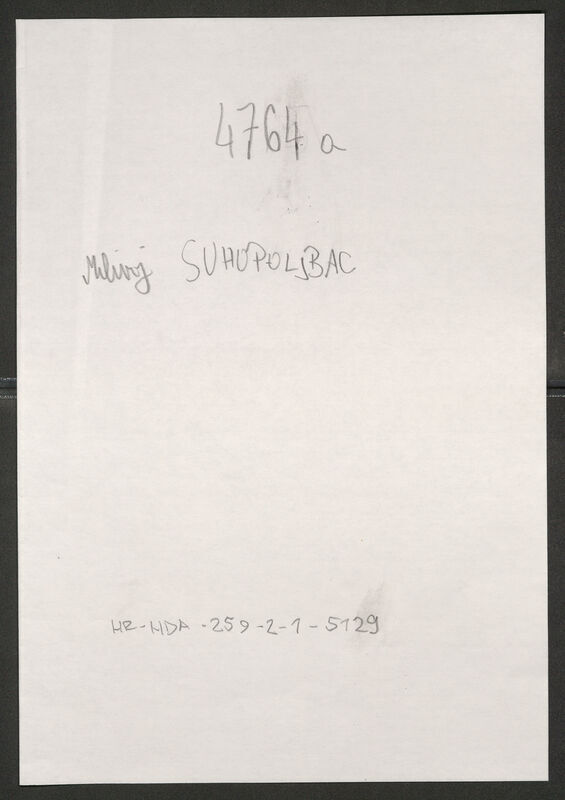 4764 a
Milivoj SUHOPOLJBAC
HR-HDA-259-2-1-5129